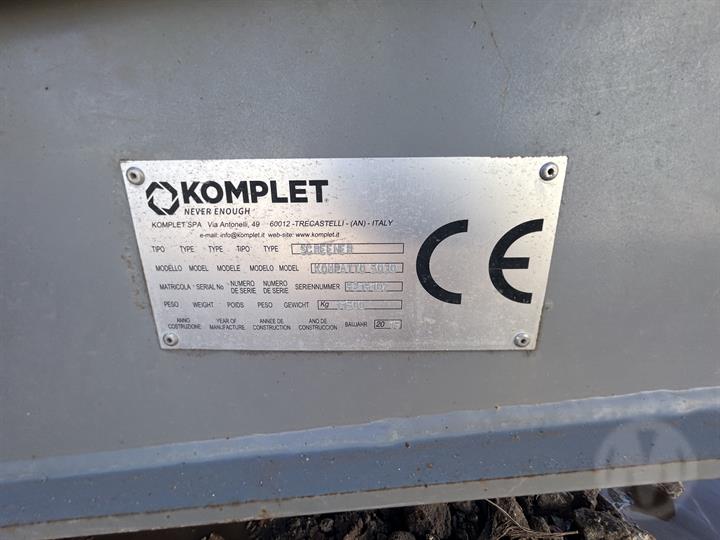 KOMPLET
NEVER ENOUGH
KOMPLET SPA Via Antonelli, 49 60012 -TRECASTELLI - (AN) - ITALY
e-mail: info@komplet.it web-site: www.komplet.it
TIPO TYPE TYPE TIPO TYPE SCREENER
MODELLO MODEL MODELE MODELO MODEL KOMPATTO 5030
MATRICOLA SERIAL No NUMERO DE SERIE NUMERO DE SERIE SERIENNUMMER
PESO WEIGHT POIDS PESO GEWICHT Kg
ANNO COSTRUZIONE YEAR OF MANUFACTURE ANNEE DE CONSTRUCTION ANO DE CONSTRUCCION BAUJAHR 20
CE